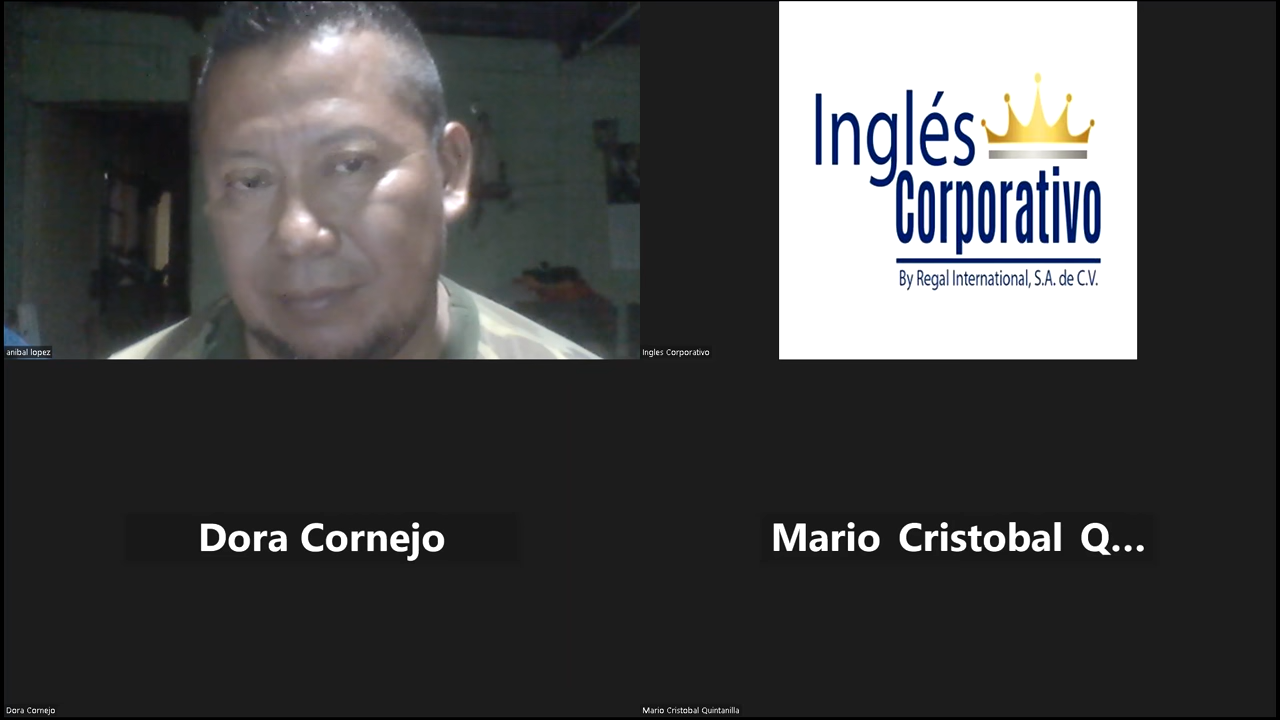 Inglés
Corporativo
By Regal International, S.A. de C.V.
anibal lopez
Ingles Corporativo
Dora Cornejo
Mario Cristobal Q...
Dora Cornejo
Mario Cristobal Quintanilla